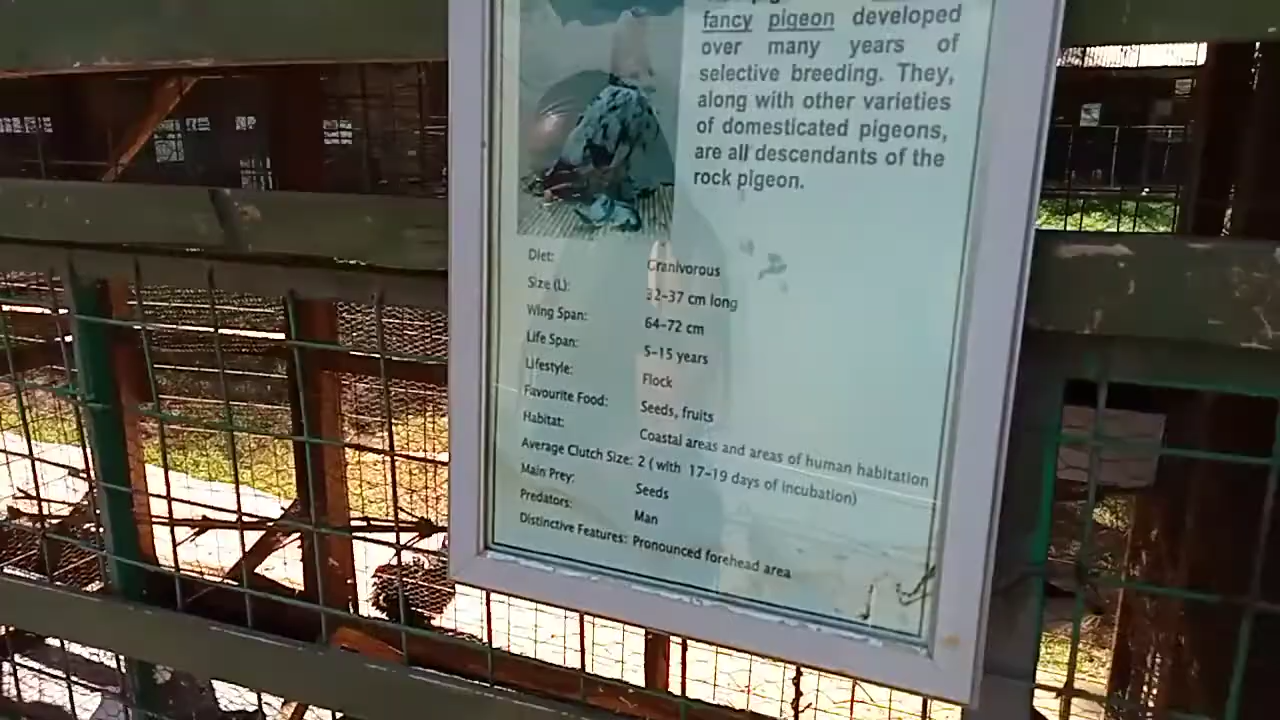 fancy pigeon developed
over many years of
selective breeding. They,
along with other varieties
of domesticated pigeons,
are all descendants of the
rock pigeon.
Diet: Cranivorous
Size (L): 32-37 cm long
Wing Span: 64-72 cm
Life Span: 5-15 years
Lifestyle: Flock
Favourite Food: Seeds, fruits
Habitat: Coastal areas and areas of human habitation
Average Clutch Size: 2 ( with 17-19 days of incubation)
Main Prey: Seeds
Predators: Man
Distinctive Features: Pronounced forehead area